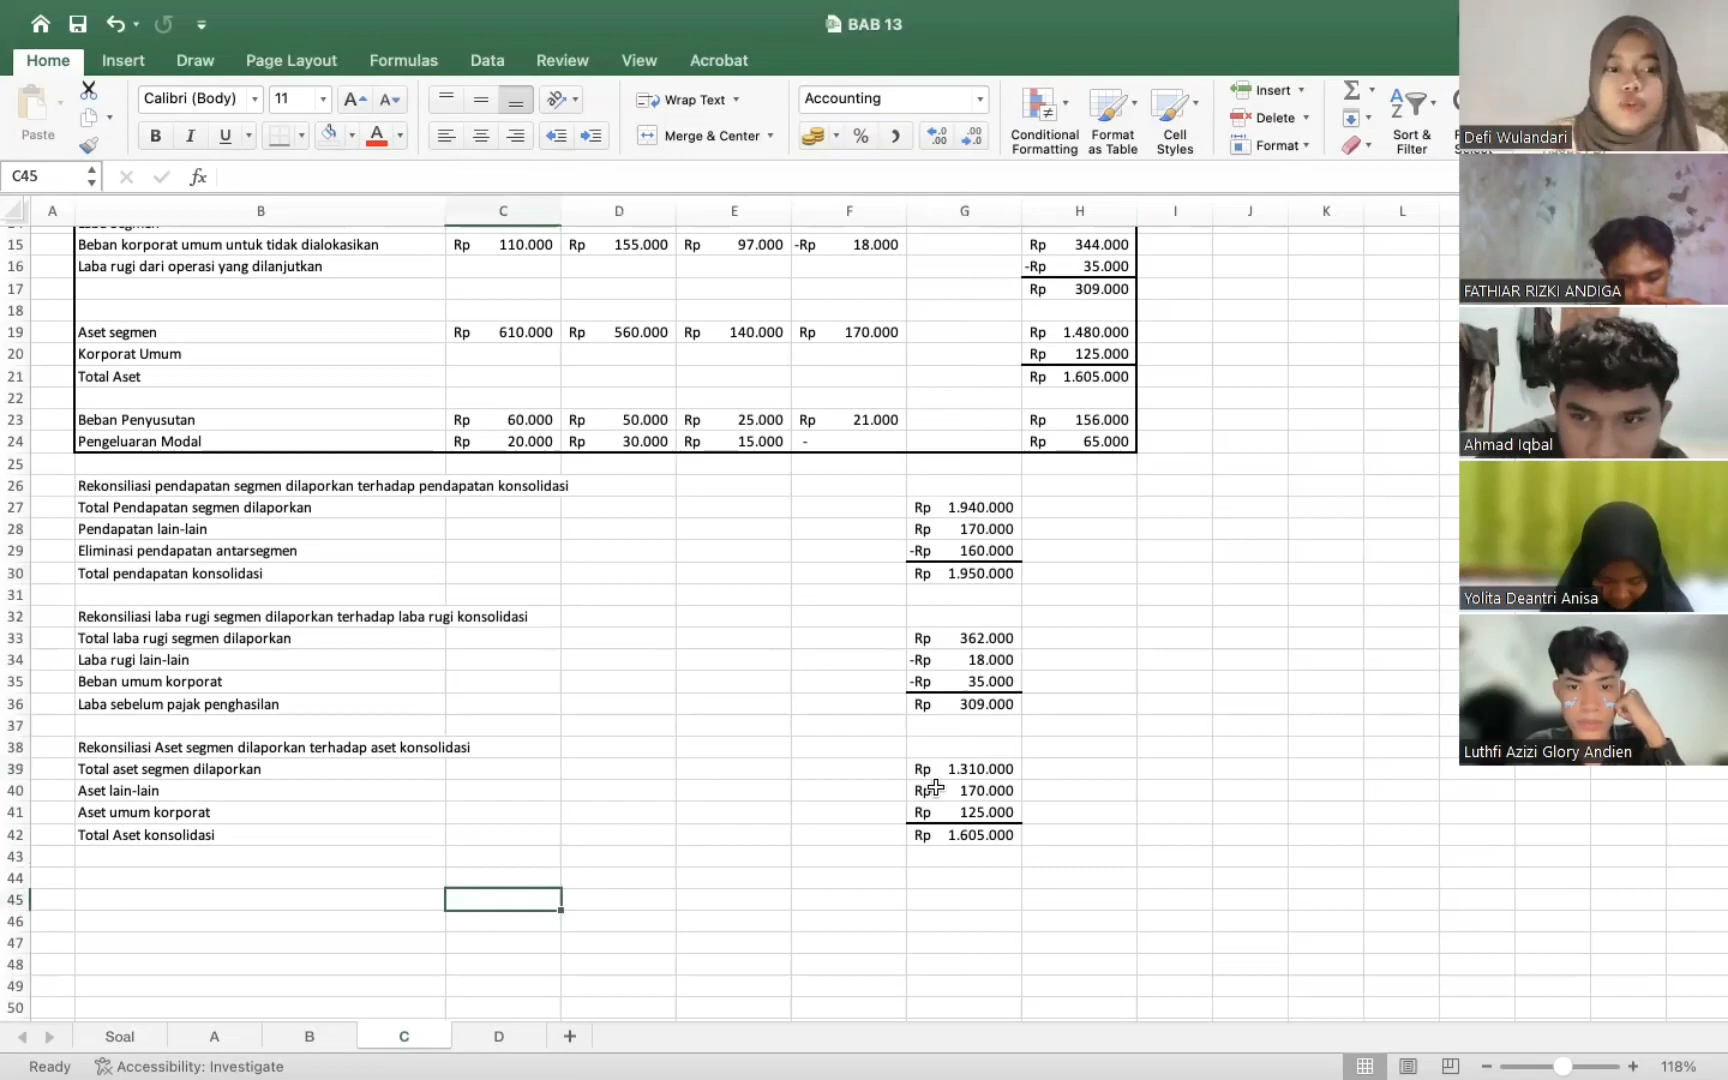 BAB 13
Home Insert Draw Page Layout Formulas Data Review View Acrobat
Paste
Calibri (Body) 11 A A
Wrap Text
Accounting
Insert
B I U A
Merge & Center
%
Conditional Formatting
Format as Table
Cell Styles
Delete
Format
Sort & Filter
C45 fx
A B C D E F G H I J K L
15 Beban korporat umum untuk tidak dialokasikan Rp 110.000 Rp 155.000 Rp 97.000 -Rp 18.000 Rp 344.000
16 Laba rugi dari operasi yang dilanjutkan -Rp 35.000
17 Rp 309.000
18
19 Aset segmen Rp 610.000 Rp 560.000 Rp 140.000 Rp 170.000 Rp 1.480.000
20 Korporat Umum Rp 125.000
21 Total Aset Rp 1.605.000
22
23 Beban Penyusutan Rp 60.000 Rp 50.000 Rp 25.000 Rp 21.000 Rp 156.000
24 Pengeluaran Modal Rp 20.000 Rp 30.000 Rp 15.000 - Rp 65.000
25
26 Rekonsiliasi pendapatan segmen dilaporkan terhadap pendapatan konsolidasi
27 Total Pendapatan segmen dilaporkan Rp 1.940.000
28 Pendapatan lain-lain Rp 170.000
29 Eliminasi pendapatan antarsegmen -Rp 160.000
30 Total pendapatan konsolidasi Rp 1.950.000
31
32 Rekonsiliasi laba rugi segmen dilaporkan terhadap laba rugi konsolidasi
33 Total laba rugi segmen dilaporkan Rp 362.000
34 Laba rugi lain-lain -Rp 18.000
35 Beban umum korporat -Rp 35.000
36 Laba sebelum pajak penghasilan Rp 309.000
37
38 Rekonsiliasi Aset segmen dilaporkan terhadap aset konsolidasi
39 Total aset segmen dilaporkan Rp 1.310.000
40 Aset lain-lain Rp 170.000
41 Aset umum korporat Rp 125.000
42 Total Aset konsolidasi Rp 1.605.000
43
44
45
46
47
48
49
50
Soal A B C D +
Ready Accessibility: Investigate 118%
Defi Wulandari
FATHIAR RIZKI ANDIGA
Ahmad Iqbal
Yolita Deantri Anisa
Luthfi Azizi Glory Andien